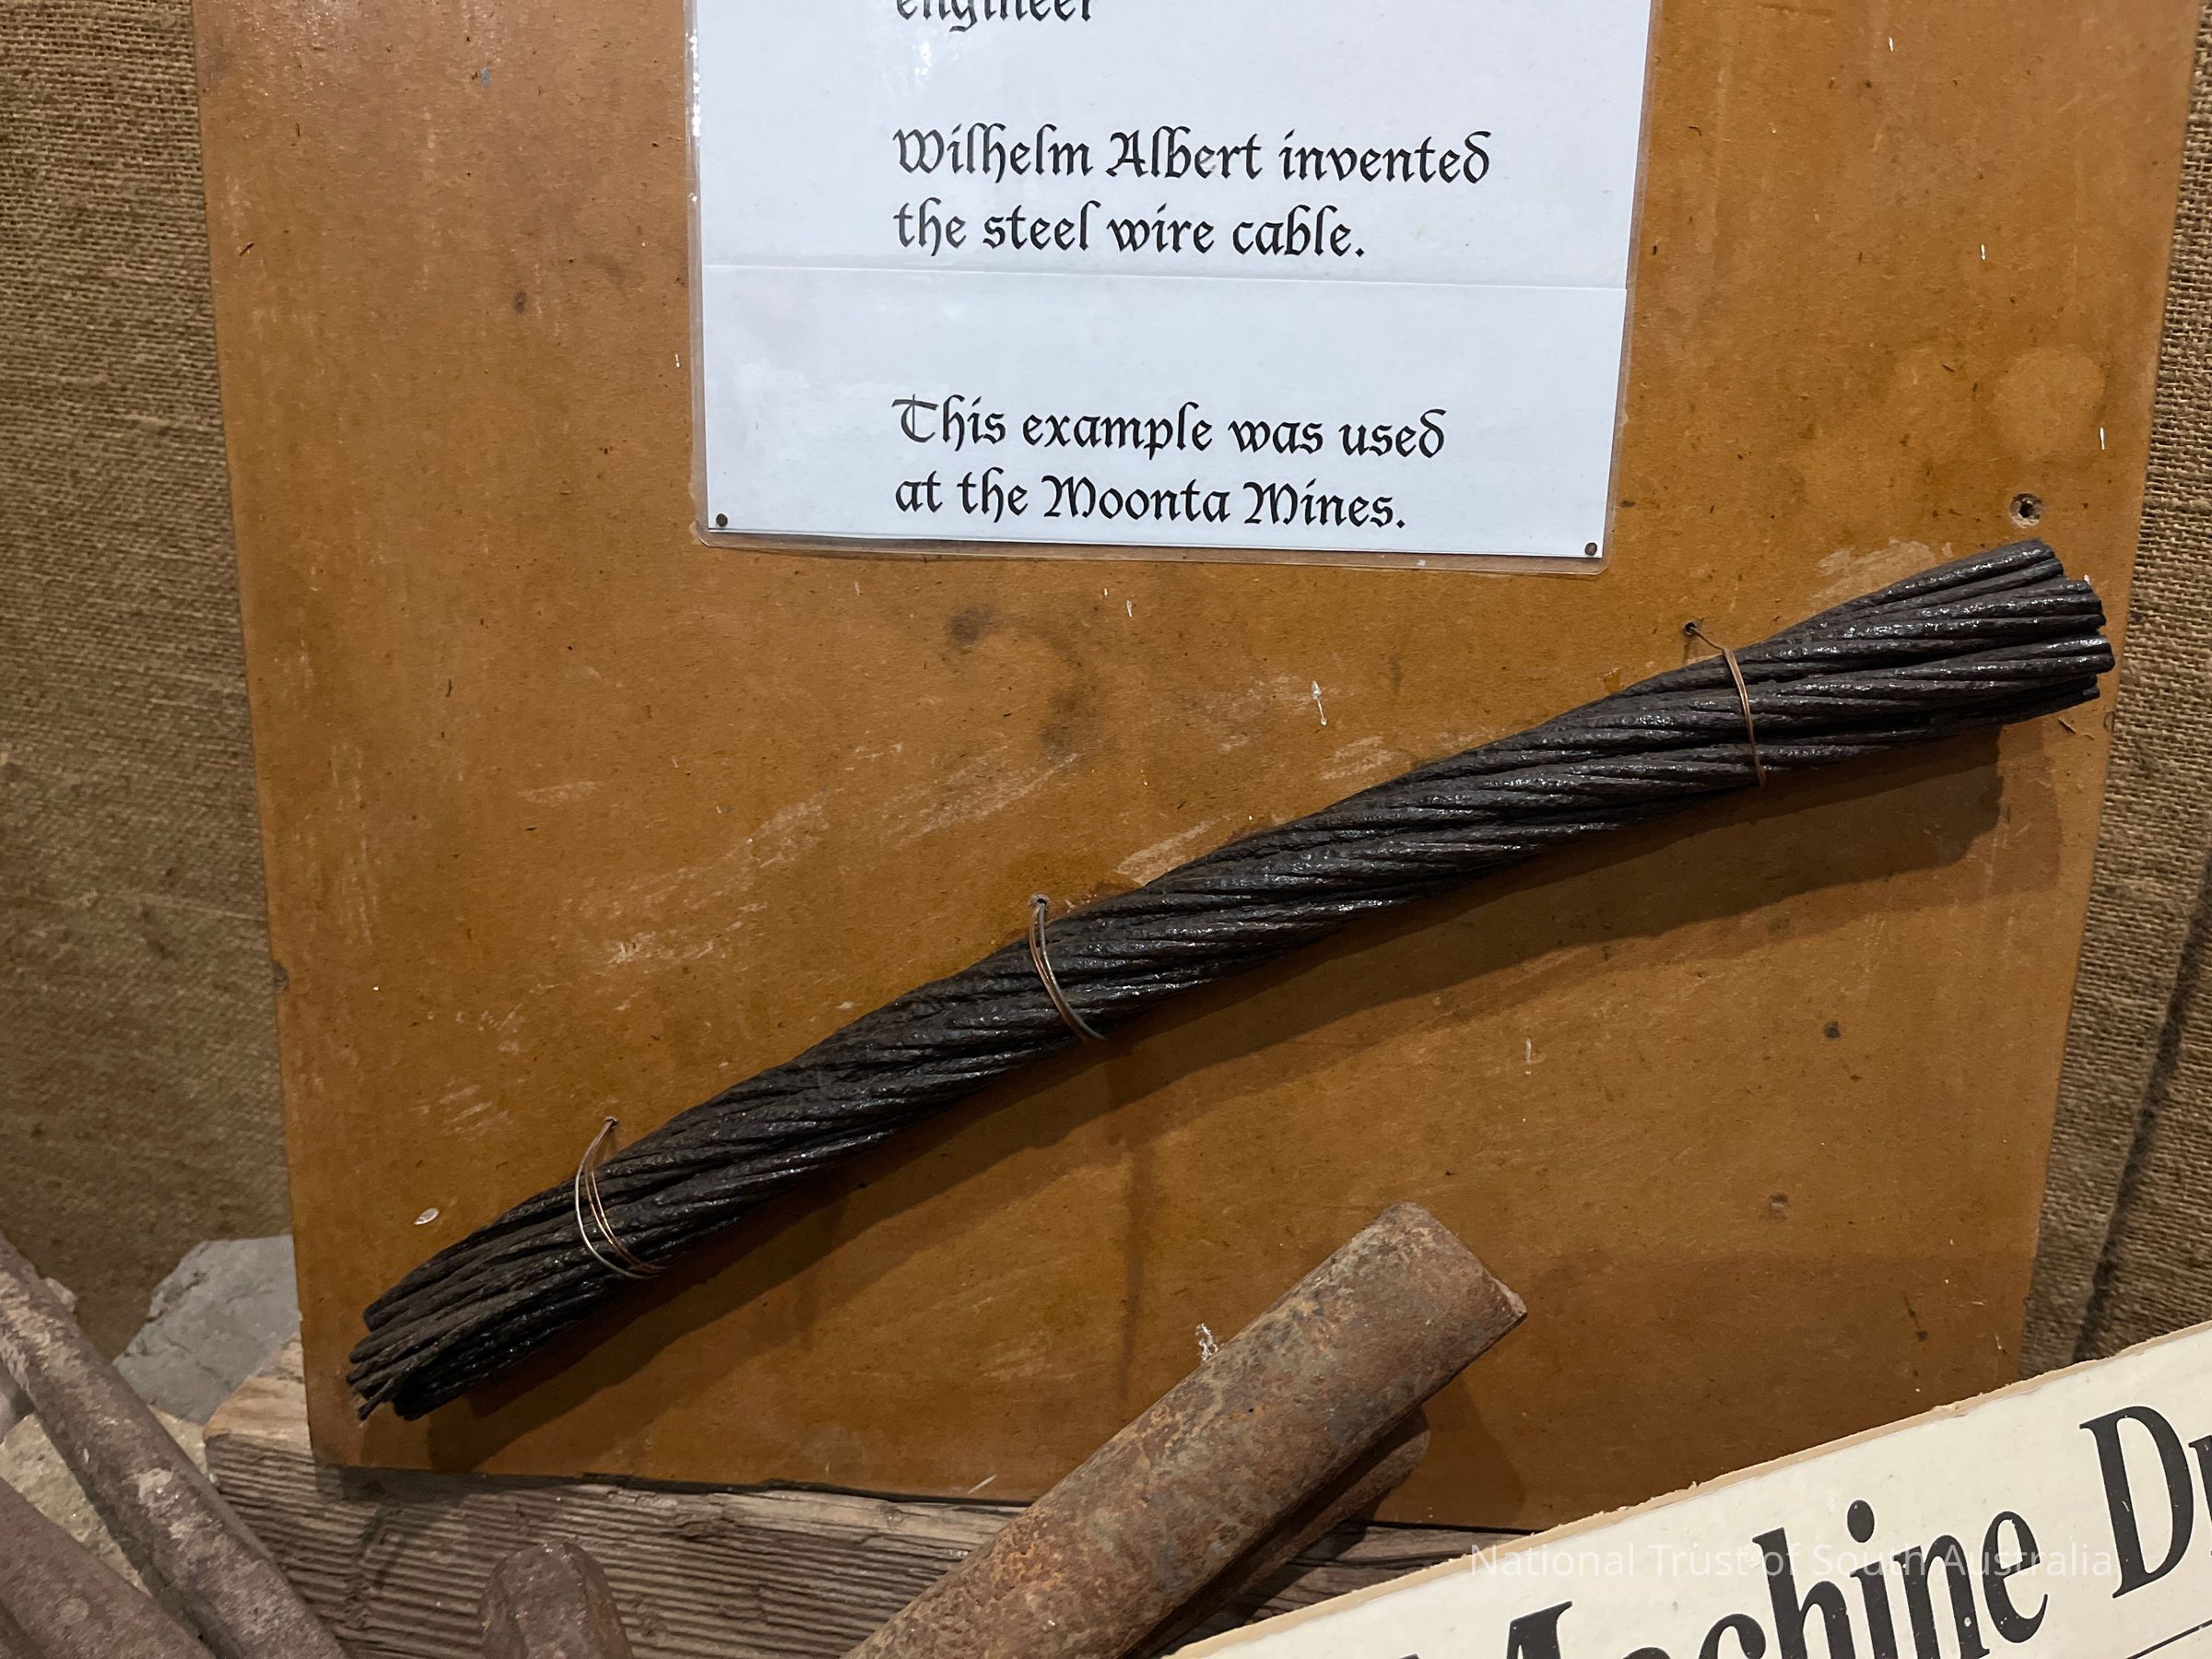 engineer
Wilhelm Albert invented
the steel wire cable.
This example was used
at the Moonta Mines.
Machine
National Trust of South Australia